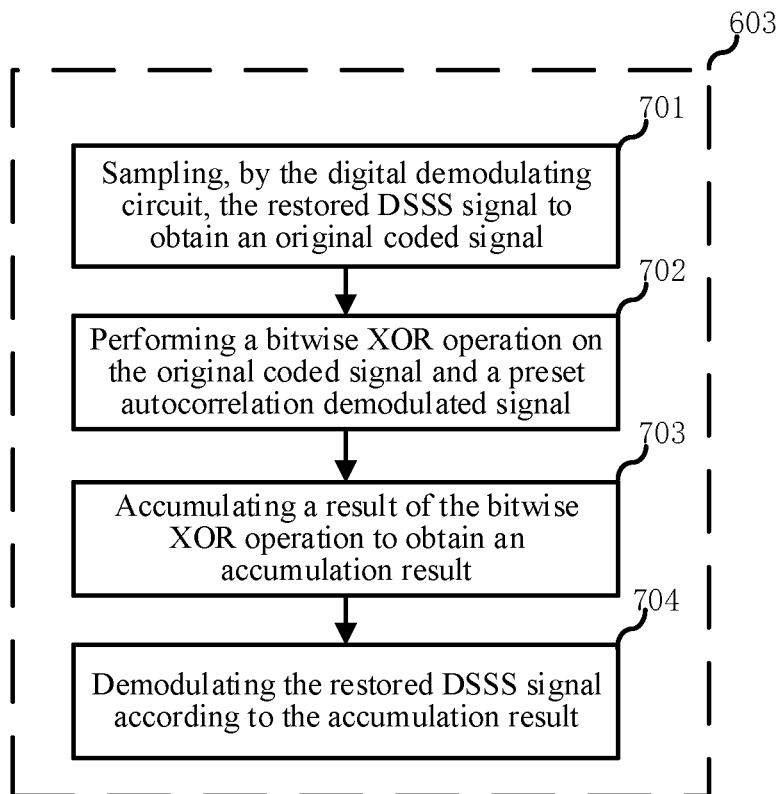 603
701
Sampling, by the digital demodulating
circuit, the restored DSSS signal to
obtain an original coded signal
702
Performing a bitwise XOR operation on
the original coded signal and a preset
autocorrelation demodulated signal
703
Accumulating a result of the bitwise
XOR operation to obtain an
accumulation result
704
Demodulating the restored DSSS signal
according to the accumulation result